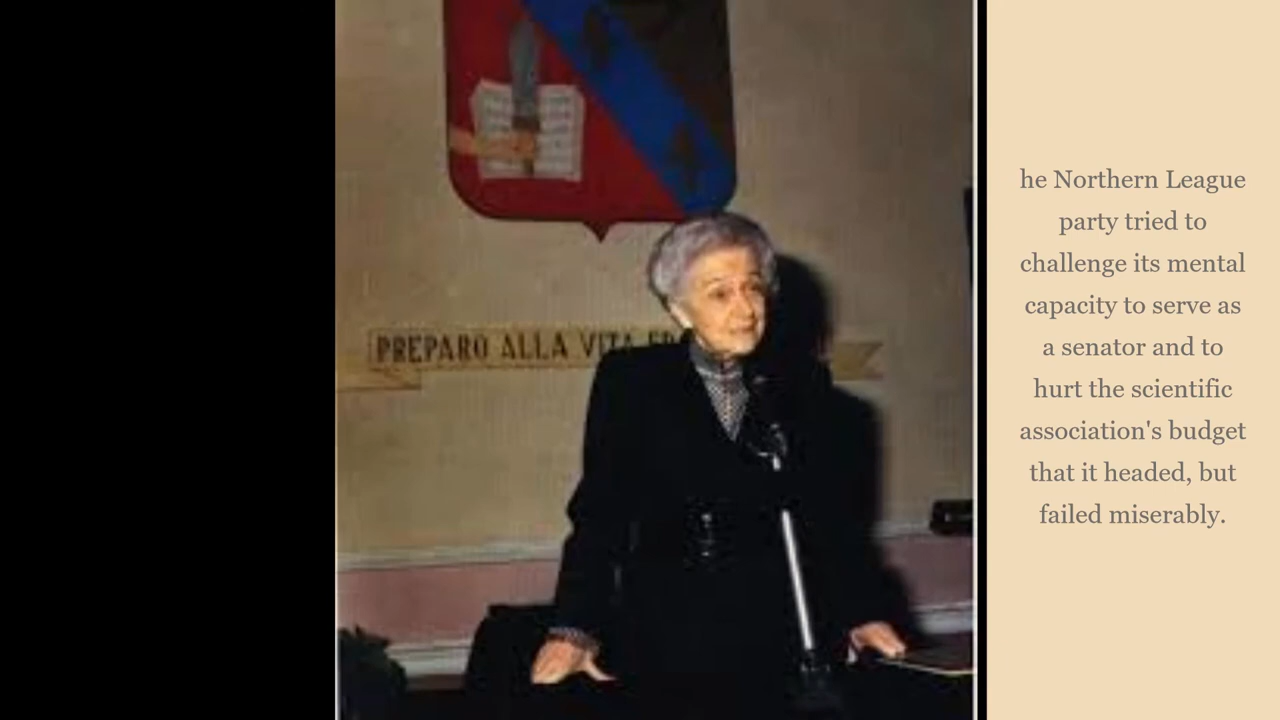 PREPARO ALLA VITA
he Northern League
party tried to
challenge its mental
capacity to serve as
a senator and to
hurt the scientific
association's budget
that it headed, but
failed miserably.